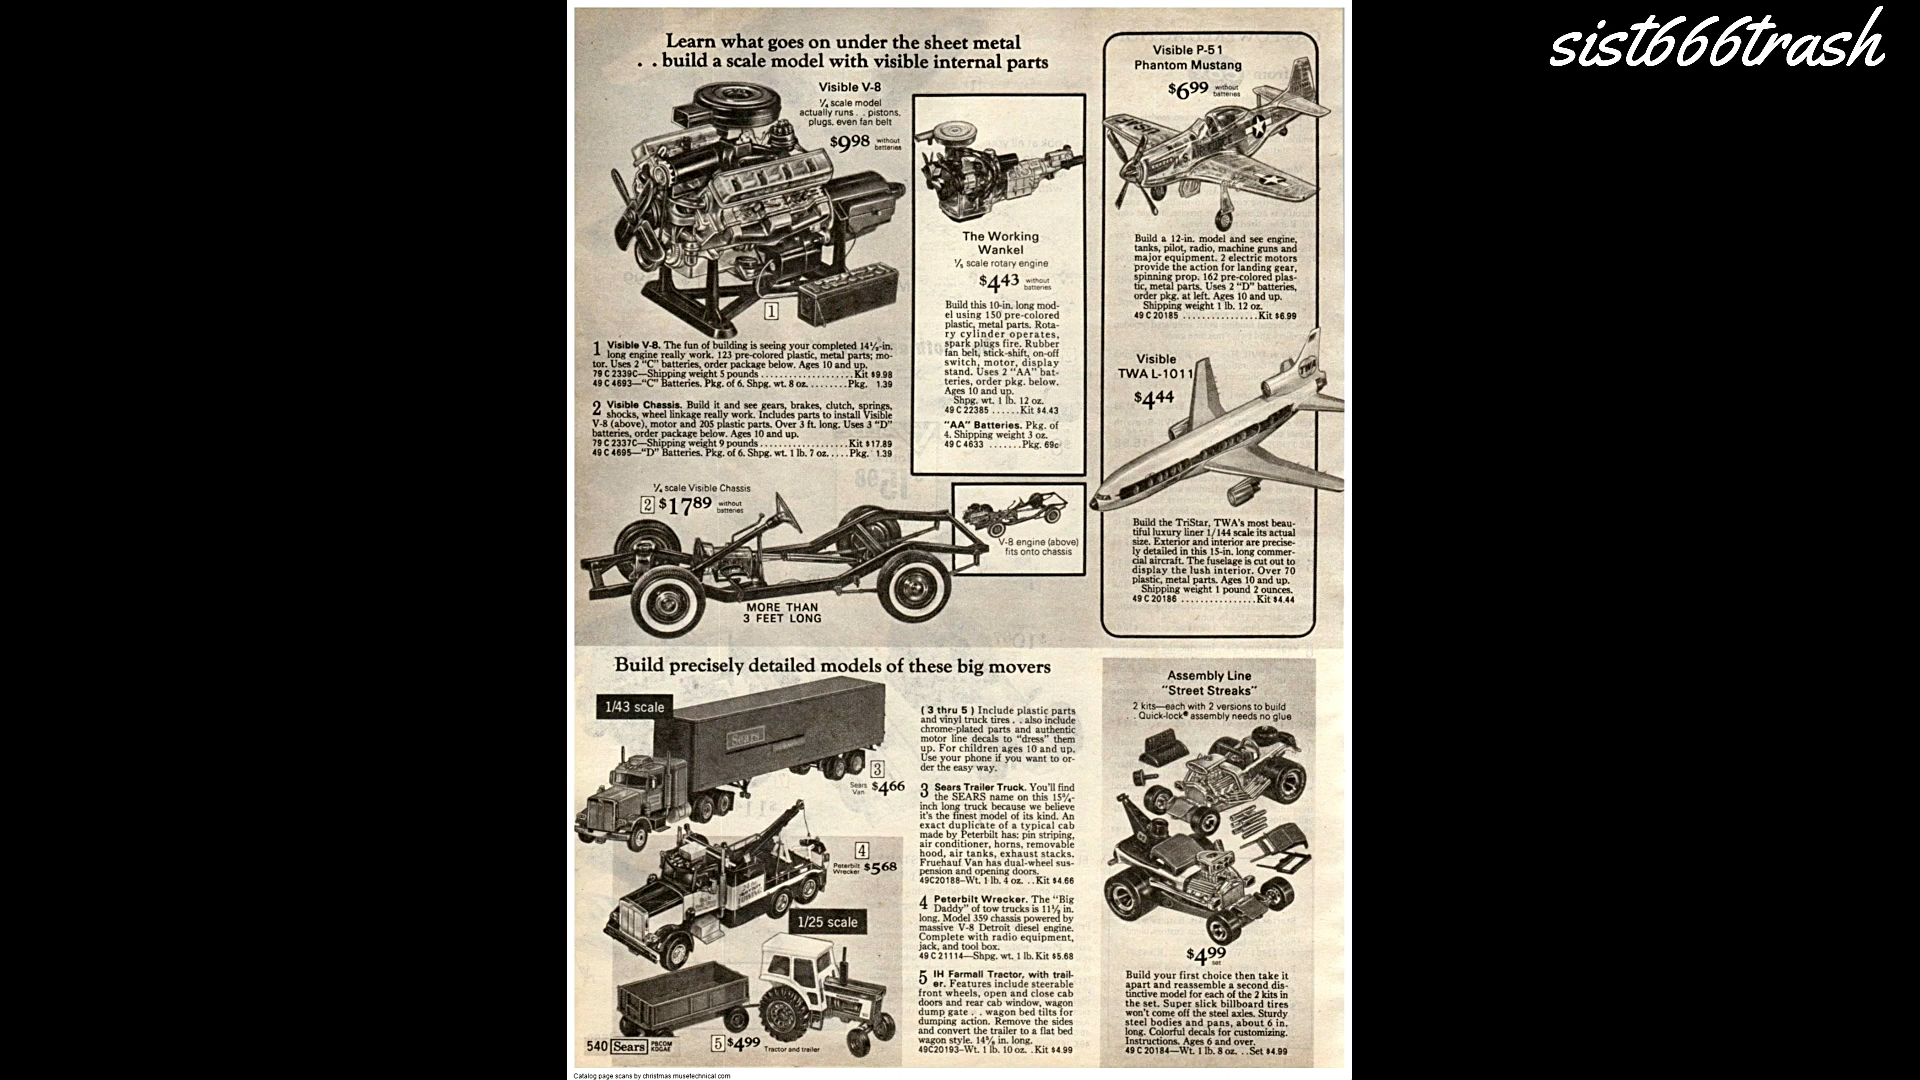 sist666trash
Learn what goes on under the sheet metal
. . build a scale model with visible internal parts
Visible V-8
1/4 scale model
actually runs . . pistons,
plugs, even fan belt
$9.98 without
batteries
1
1 Visible V-8. The fun of building is seeing your completed 14½-in.
long engine really work. 123 pre-colored plastic, metal parts; mo-
tor. Uses 2 "C" batteries, order package below. Ages 10 and up.
79 C 2339C—Shipping weight 5 pounds ..................Kit $9.98
49 C 4693—"C" Batteries. Pkg. of 6. Shpg. wt. 8 oz. ........Pkg. 1.39
2 Visible Chassis. Build it and see gears, brakes, clutch, springs,
shocks, wheel linkage really work. Includes parts to install Visible
V-8 (above), motor and 205 plastic parts. Over 3 ft. long. Uses 3 "D"
batteries, order package below. Ages 10 and up.
79 C 2337C—Shipping weight 9 pounds ..................Kit $17.89
49 C 4695—"D" Batteries. Pkg. of 6. Shpg. wt. 1 lb. 7 oz. .....Pkg. 1.39
The Working
Wankel
1/5 scale rotary engine
$4.43 without
batteries
Build this 10-in. long mod-
el using 150 pre-colored
plastic, metal parts. Rota-
ry cylinder operates,
spark plugs fire. Rubber
fan belt, stick-shift, on-off
switch, motor, display
stand. Uses 2 "AA" bat-
teries, order pkg. below.
Ages 10 and up.
Shpg. wt. 1 lb. 12 oz.
49 C 22385 ......Kit $4.43
"AA" Batteries. Pkg. of
4. Shipping weight 3 oz.
49 C 4633 .......Pkg. 69c
Visible P-51
Phantom Mustang
$6.99 without
batteries
Build a 12-in. model and see engine,
tanks, pilot, radio, machine guns and
major equipment. 2 electric motors
provide the action for landing gear,
spinning prop. 162 pre-colored plas-
tic, metal parts. Uses 2 "D" batteries,
order pkg. at left. Ages 10 and up.
Shipping weight 1 lb. 12 oz.
49 C 20185 ................Kit $6.99
Visible
TWA L-1011
$4.44
TWA
Build the TriStar, TWA's most beau-
tiful luxury liner 1/144 scale its actual
size. Exterior and interior are precise-
ly detailed in this 15-in. long commer-
cial aircraft. The fuselage is cut out to
display the lush interior. Over 70
plastic, metal parts. Ages 10 and up.
Shipping weight 1 pound 2 ounces.
49 C 20186 ................Kit $4.44
1/4 scale Visible Chassis
2 $17.89 without
batteries
MORE THAN
3 FEET LONG
V-8 engine (above)
fits onto chassis
Build precisely detailed models of these big movers
1/43 scale
Sears
3
Sears
Van $4.66
4
Peterbilt
Wrecker $5.68
1/25 scale
5 $4.99 Tractor and trailer
( 3 thru 5 ) Include plastic parts
and vinyl truck tires . . also include
chrome-plated parts and authentic
motor line decals to "dress" them
up. For children ages 10 and up.
Use your phone if you want to or-
der the easy way.
3 Sears Trailer Truck. You'll find
the SEARS name on this 15¾-
inch long truck because we believe
it's the finest model of its kind. An
exact duplicate of a typical cab
made by Peterbilt has: pin striping,
air conditioner, horns, removable
hood, air tanks, exhaust stacks.
Fruehauf Van has dual-wheel sus-
pension and opening doors.
49C20188–Wt. 1 lb. 4 oz. . .Kit $4.66
4 Peterbilt Wrecker. The "Big
Daddy" of tow trucks is 11½ in.
long. Model 359 chassis powered by
massive V-8 Detroit diesel engine.
Complete with radio equipment,
jack, and tool box.
49 C 21114—Shpg. wt. 1 lb. Kit $5.68
5 IH Farmall Tractor, with trail-
er. Features include steerable
front wheels, open and close cab
doors and rear cab window, wagon
dump gate . . wagon bed tilts for
dumping action. Remove the sides
and convert the trailer to a flat bed
wagon style. 14⅝ in. long.
49C20193–Wt. 1 lb. 10 oz. . Kit $4.99
Assembly Line
"Street Streaks"
2 kits—each with 2 versions to build
. . Quick-lock® assembly needs no glue
$4.99
set
Build your first choice then take it
apart and reassemble a second dis-
tinctive model for each of the 2 kits in
the set. Super slick billboard tires
won't come off the steel axles. Sturdy
steel bodies and pans, about 6 in.
long. Colorful decals for customizing.
Instructions. Ages 6 and over.
49 C 20184—Wt. 1 lb. 8 oz. . .Set $4.99
540 Sears PBCOM
KDGAE
Catalog page scans by christmas.musetechnical.com